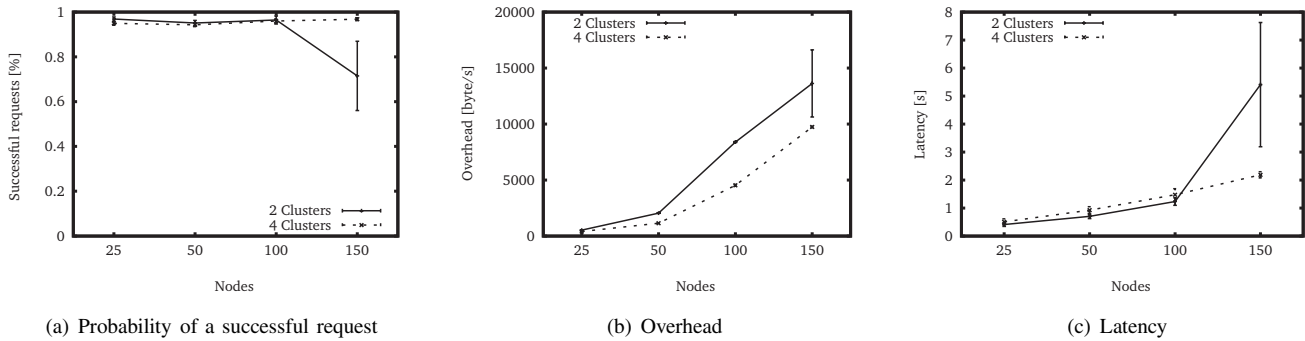 1
0.8
0.6
0.4
0.2
0
Successful requests [%]
2 Clusters
4 Clusters
25 50 100 150
Nodes
(a) Probability of a successful request
20000
15000
10000
5000
0
Overhead [byte/s]
2 Clusters
4 Clusters
25 50 100 150
Nodes
(b) Overhead
8
7
6
5
4
3
2
1
0
Latency [s]
2 Clusters
4 Clusters
25 50 100 150
Nodes
(c) Latency